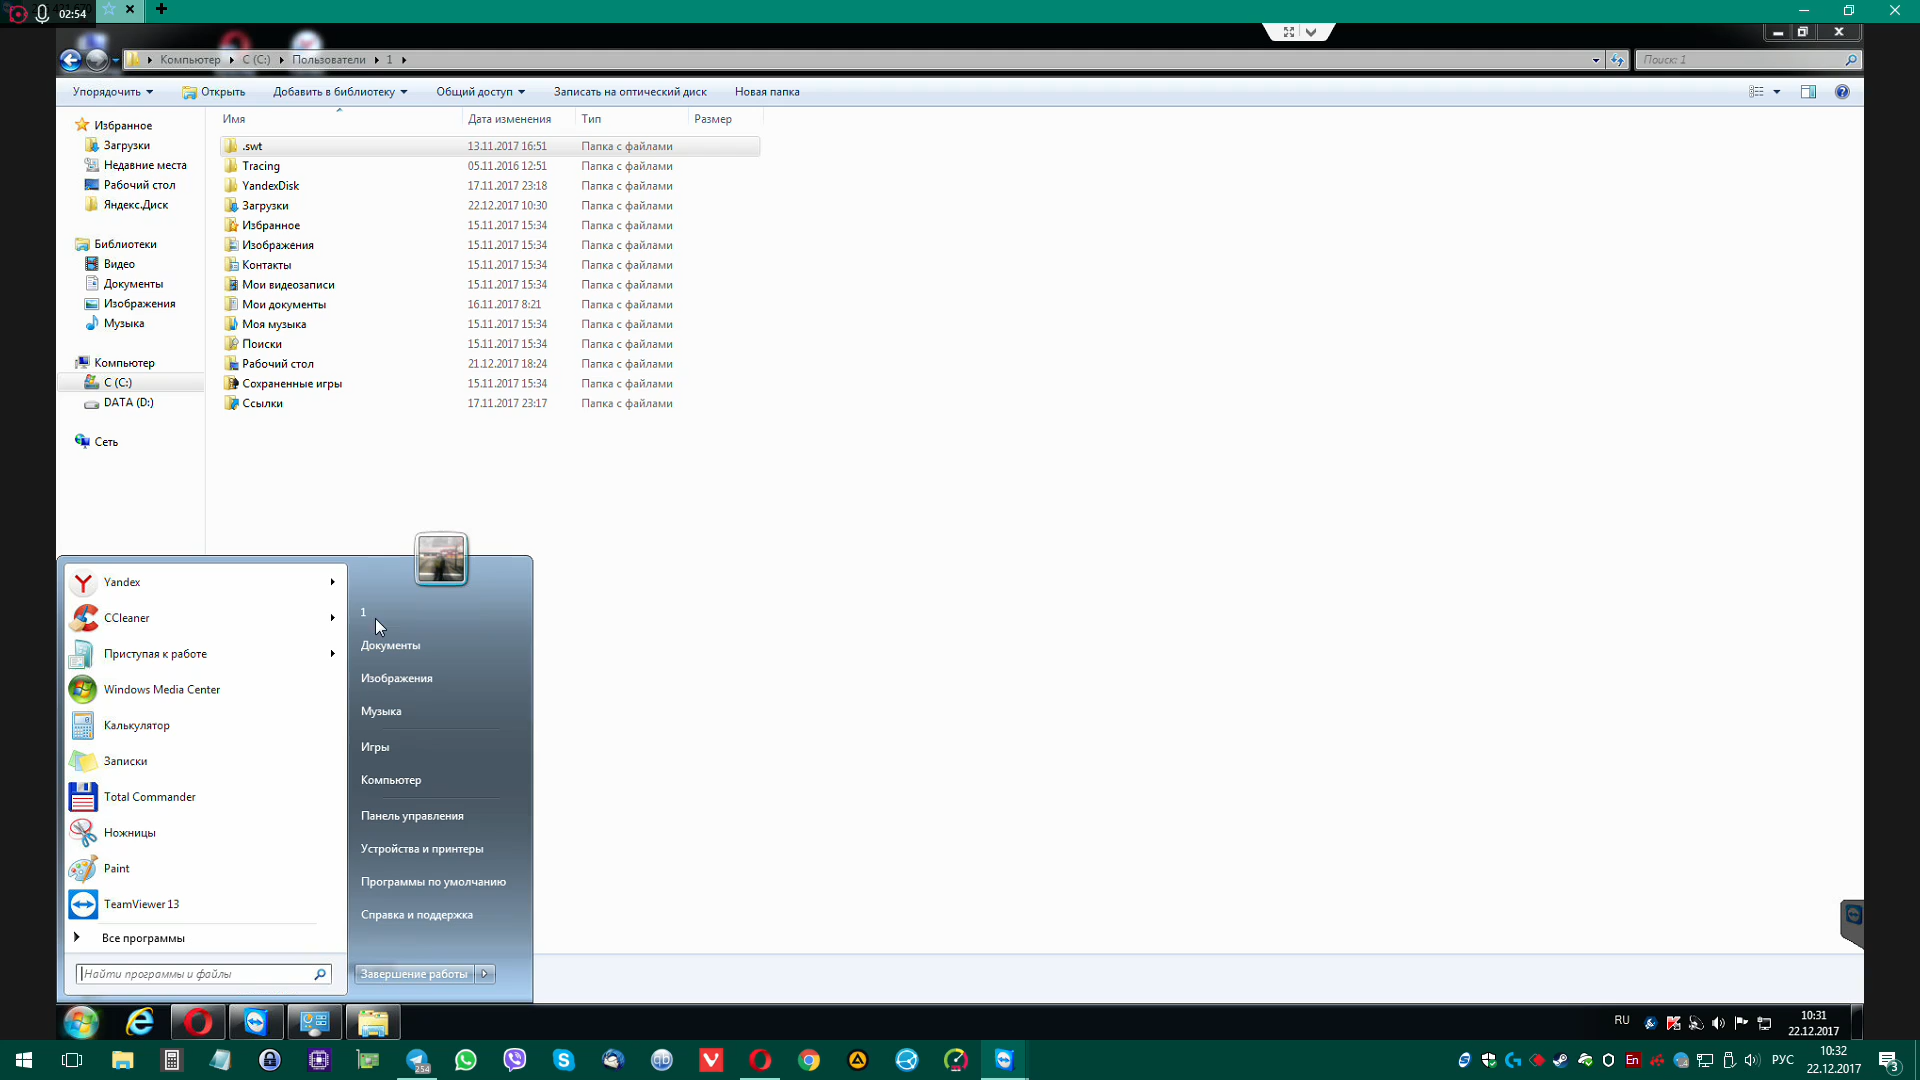 02:54
Компьютер
C (C:)
Пользователи
1
Поиск: 1
Упорядочить
Открыть
Добавить в библиотеку
Общий доступ
Записать на оптический диск
Новая папка
Имя
Дата изменения
Тип
Размер
Избранное
Загрузки
Недавние места
Рабочий стол
Яндекс.Диск
Библиотеки
Видео
Документы
Изображения
Музыка
Компьютер
C (C:)
DATA (D:)
Сеть
.swt 13.11.2017 16:51 Папка с файлами
Tracing 05.11.2016 12:51 Папка с файлами
YandexDisk 17.11.2017 23:18 Папка с файлами
Загрузки 22.12.2017 10:30 Папка с файлами
Избранное 15.11.2017 15:34 Папка с файлами
Изображения 15.11.2017 15:34 Папка с файлами
Контакты 15.11.2017 15:34 Папка с файлами
Мои видеозаписи 15.11.2017 15:34 Папка с файлами
Мои документы 16.11.2017 8:21 Папка с файлами
Моя музыка 15.11.2017 15:34 Папка с файлами
Поиски 15.11.2017 15:34 Папка с файлами
Рабочий стол 21.12.2017 18:24 Папка с файлами
Сохраненные игры 15.11.2017 15:34 Папка с файлами
Ссылки 17.11.2017 23:17 Папка с файлами
Yandex
CCleaner
Приступая к работе
Windows Media Center
Калькулятор
Записки
Total Commander
Ножницы
Paint
TeamViewer 13
Все программы
Найти программы и файлы
1
Документы
Изображения
Музыка
Игры
Компьютер
Панель управления
Устройства и принтеры
Программы по умолчанию
Справка и поддержка
Завершение работы
RU
10:31
22.12.2017
254
qb
En
РУС
10:32
22.12.2017
3